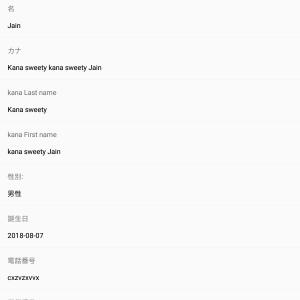 名
Jain
カナ
Kana sweety kana sweety Jain
kana Last name
Kana sweety
kana First name
kana sweety Jain
性別:
男性
誕生日
2018-08-07
電話番号
cxzvzxvvx